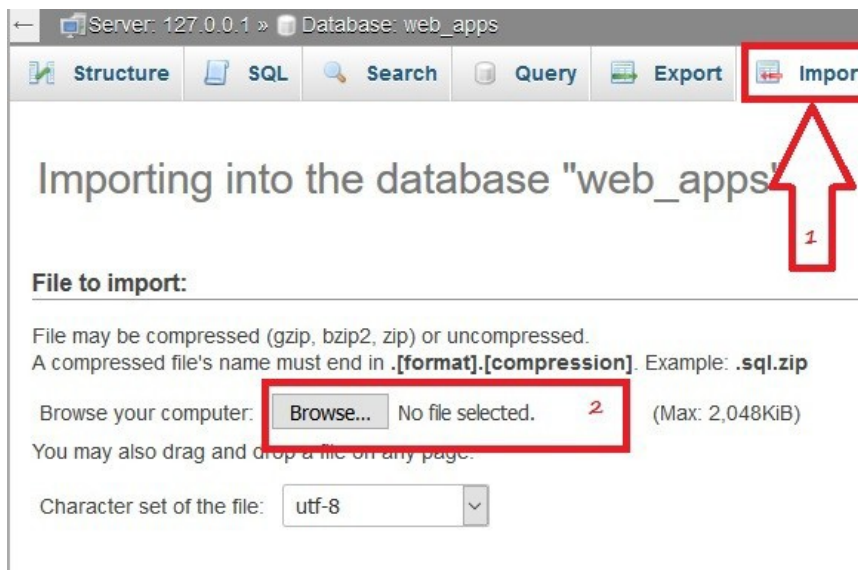 Server: 127.0.0.1 » Database: web_apps
Structure SQL Search Query Export Impor
Importing into the database "web_apps"
1
File to import:
File may be compressed (gzip, bzip2, zip) or uncompressed.
A compressed file's name must end in .[format].[compression]. Example: .sql.zip
Browse your computer: Browse... No file selected. 2 (Max: 2,048KiB)
You may also drag and drop a file on any page.
Character set of the file: utf-8